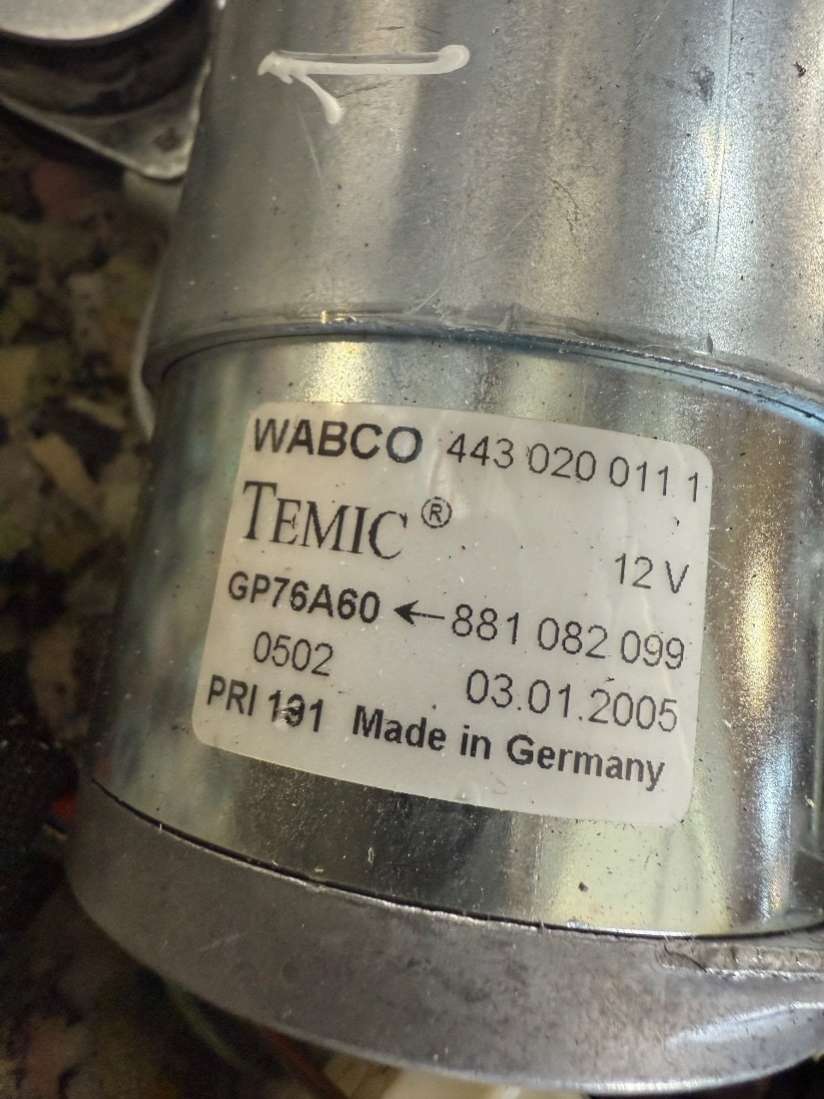 WABCO 443 020 011 1
TEMIC ®
12 V
GP76A60 ←881 082 099
0502 03.01.2005
PRI 191 Made in Germany